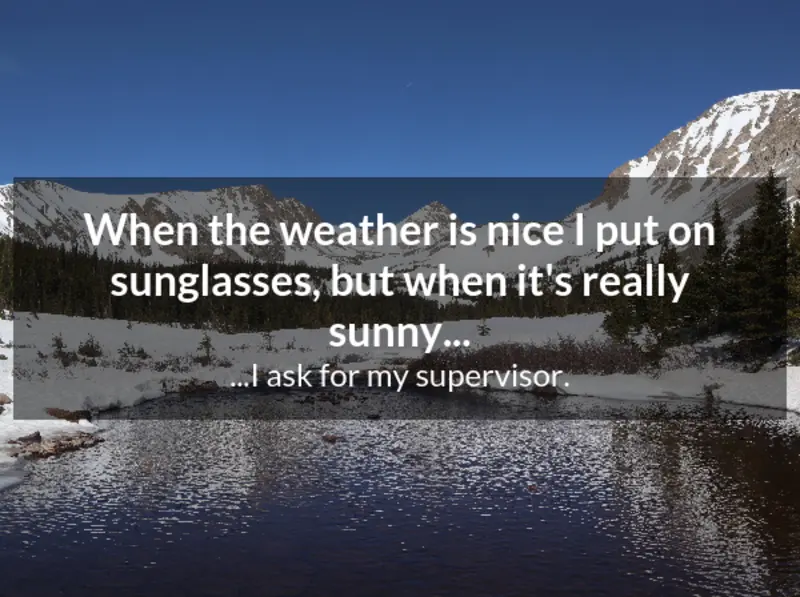 When the weather is nice I put on
sunglasses, but when it's really
sunny...
...I ask for my supervisor.